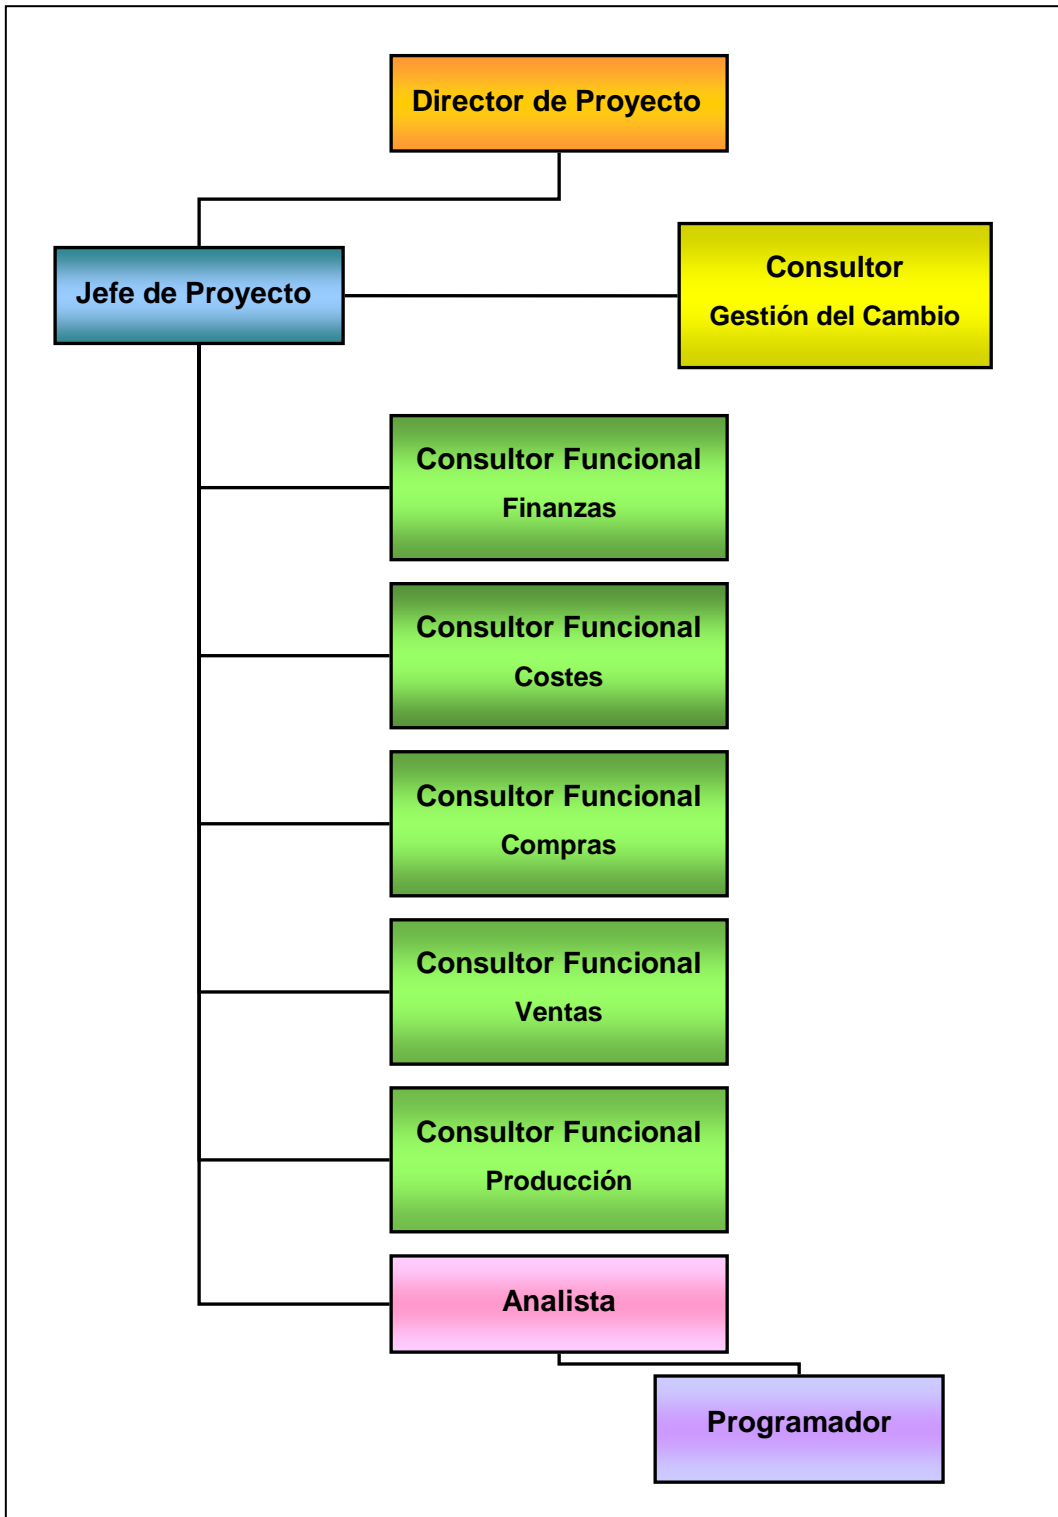 Director de Proyecto
Jefe de Proyecto
Consultor
Gestión del Cambio
Consultor Funcional
Finanzas
Consultor Funcional
Costes
Consultor Funcional
Compras
Consultor Funcional
Ventas
Consultor Funcional
Producción
Analista
Programador